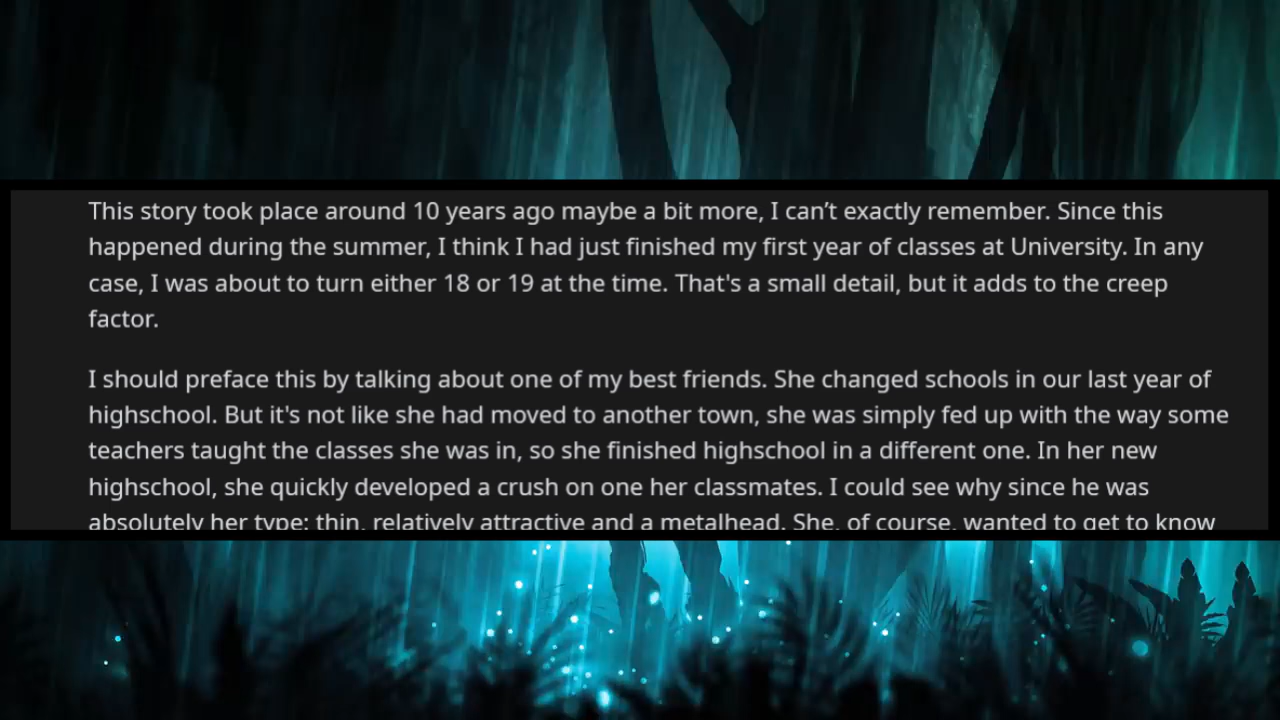 This story took place around 10 years ago maybe a bit more, I can’t exactly remember. Since this
happened during the summer, I think I had just finished my first year of classes at University. In any
case, I was about to turn either 18 or 19 at the time. That's a small detail, but it adds to the creep
factor.
I should preface this by talking about one of my best friends. She changed schools in our last year of
highschool. But it's not like she had moved to another town, she was simply fed up with the way some
teachers taught the classes she was in, so she finished highschool in a different one. In her new
highschool, she quickly developed a crush on one her classmates. I could see why since he was
absolutely her type: thin, relatively attractive and a metalhead. She, of course, wanted to get to know